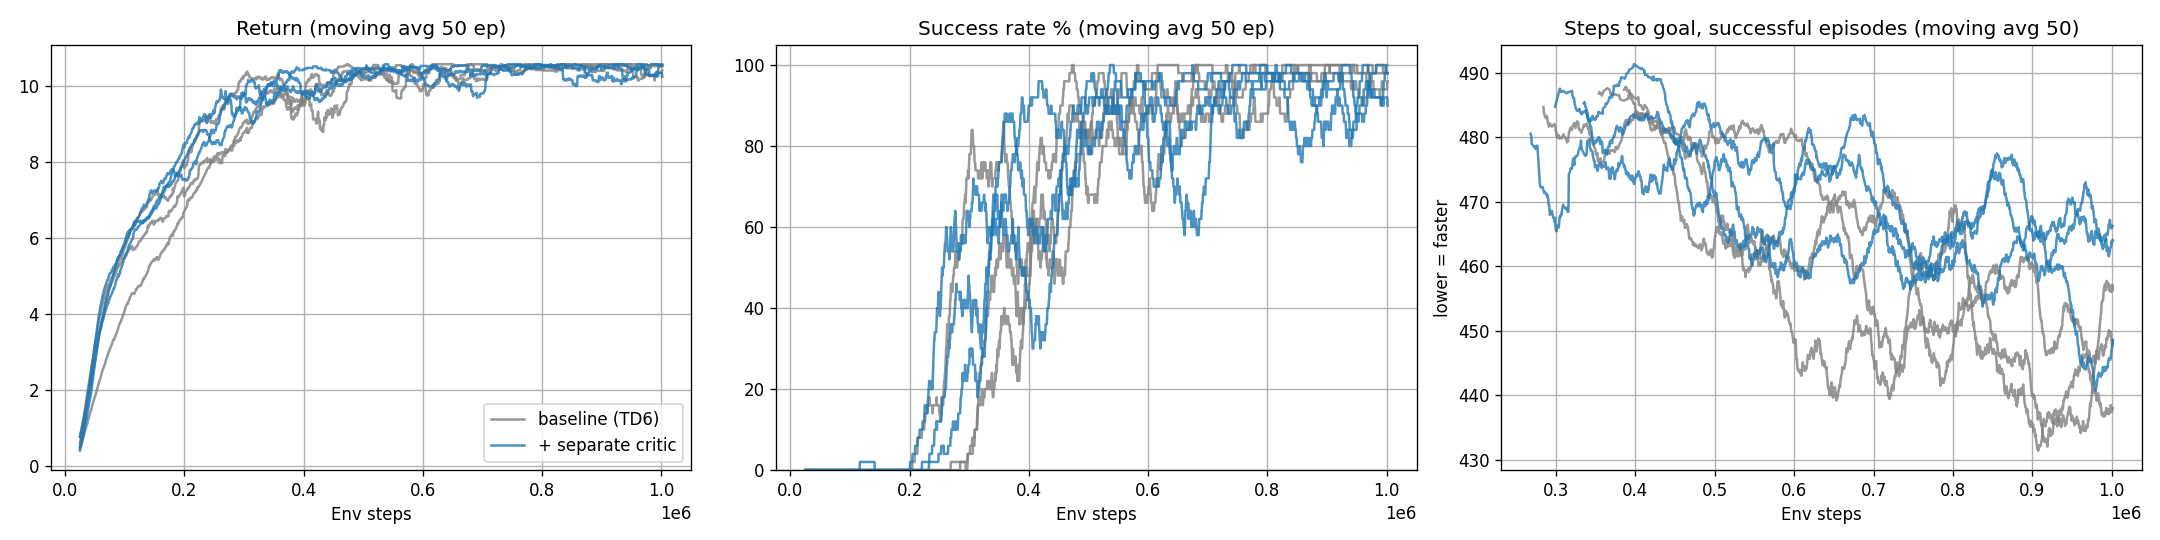 Return (moving avg 50 ep)
10
8
6
4
2
0
0.0 0.2 0.4 0.6 0.8 1.0
Env steps
1e6
baseline (TD6)
+ separate critic
Success rate % (moving avg 50 ep)
100
80
60
40
20
0
0.0 0.2 0.4 0.6 0.8 1.0
Env steps
1e6
Steps to goal, successful episodes (moving avg 50)
lower = faster
490
480
470
460
450
440
430
0.3 0.4 0.5 0.6 0.7 0.8 0.9 1.0
Env steps
1e6